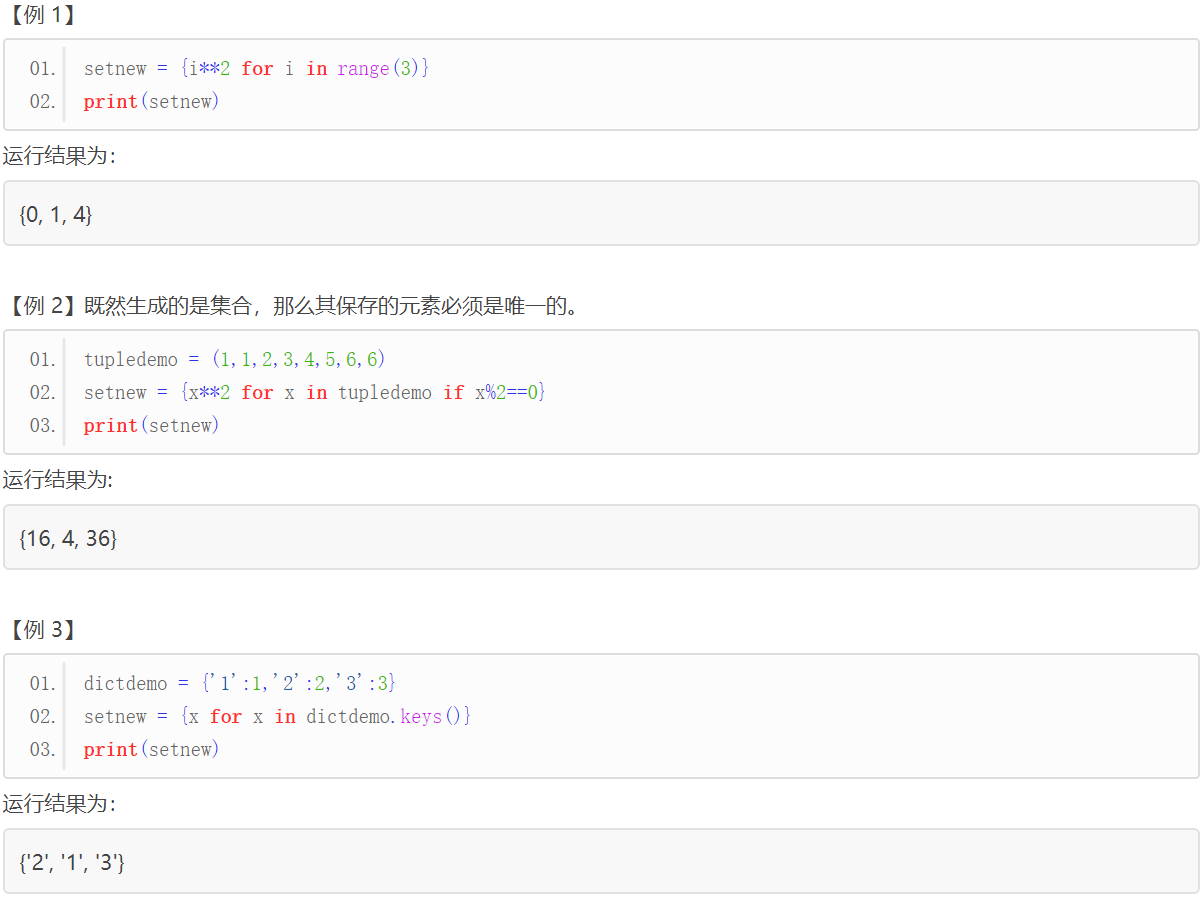 【例 1】
01. setnew = {i**2 for i in range(3)}
02. print(setnew)
运行结果为：
{0, 1, 4}
【例 2】既然生成的是集合，那么其保存的元素必须是唯一的。
01. tupledemo = (1,1,2,3,4,5,6,6)
02. setnew = {x**2 for x in tupledemo if x%2==0}
03. print(setnew)
运行结果为:
{16, 4, 36}
【例 3】
01. dictdemo = {'1':1,'2':2,'3':3}
02. setnew = {x for x in dictdemo.keys()}
03. print(setnew)
运行结果为：
{'2', '1', '3'}